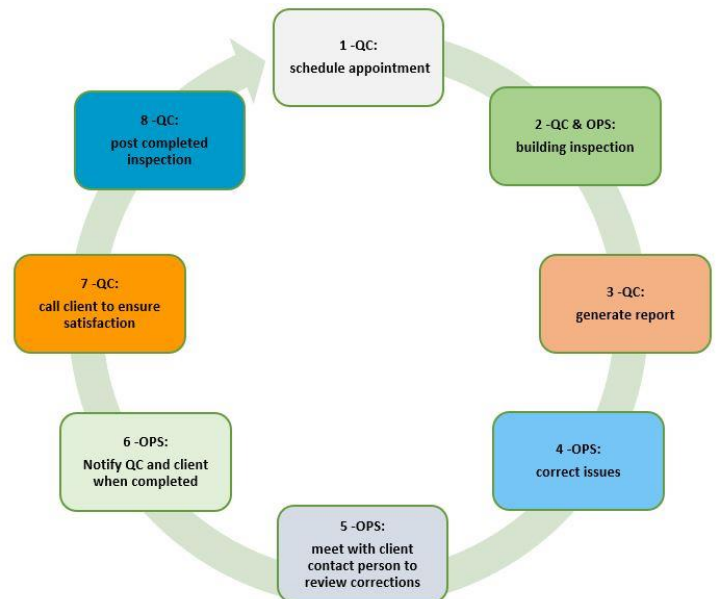 1 -QC:
schedule appointment
2 -QC & OPS:
building inspection
3 -QC:
generate report
4 -OPS:
correct issues
5 -OPS:
meet with client
contact person to
review corrections
6 -OPS:
Notify QC and client
when completed
7 -QC:
call client to ensure
satisfaction
8 -QC:
post completed
inspection